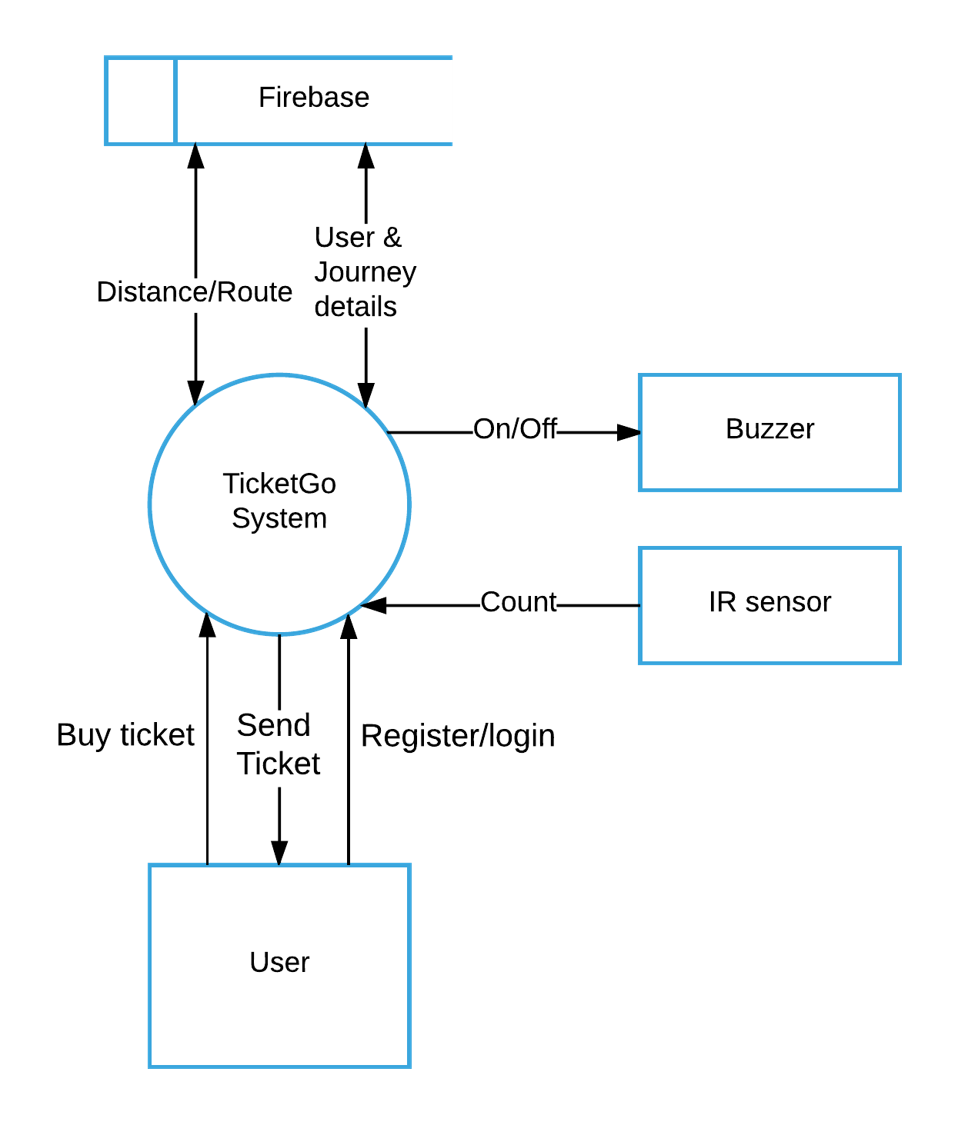 Firebase
User &
Journey
details
Distance/Route
On/Off
Buzzer
TicketGo
System
Count
IR sensor
Buy ticket
Send
Ticket
Register/login
User